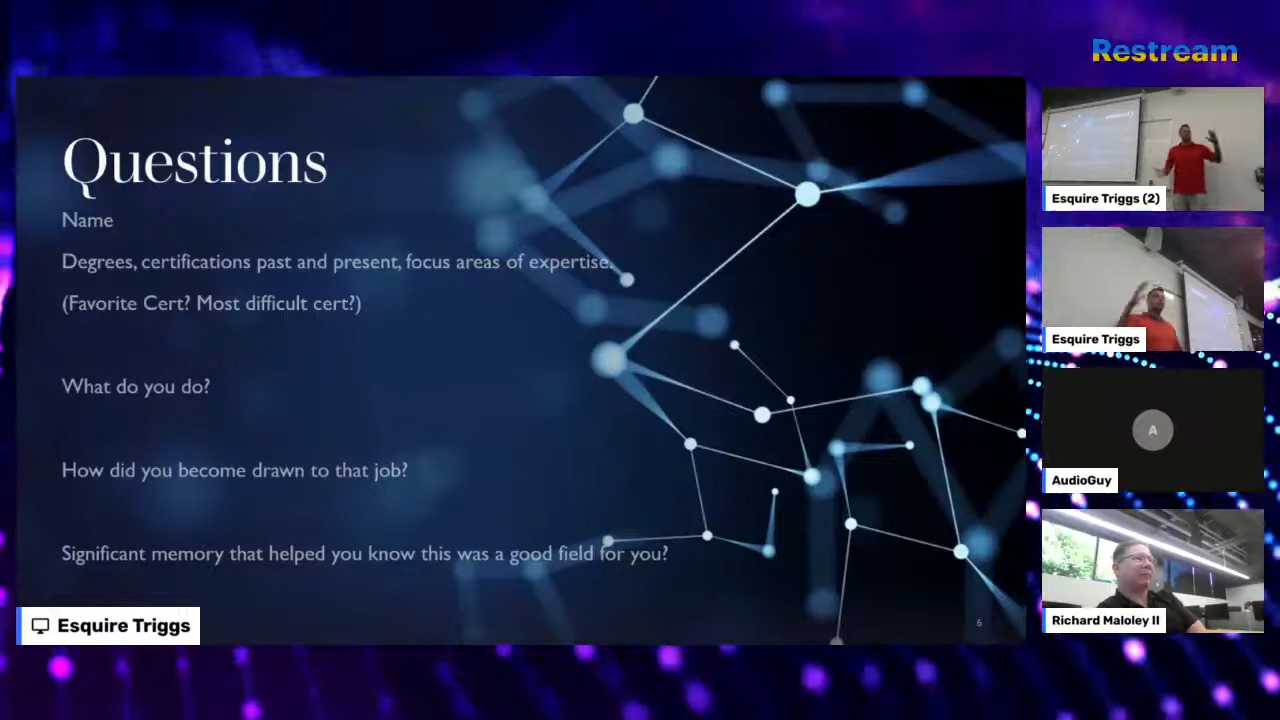 Restream
Questions
Name
Degrees, certifications past and present, focus areas of expertise.
(Favorite Cert? Most difficult cert?)
What do you do?
How did you become drawn to that job?
Significant memory that helped you know this was a good field for you?
6
Esquire Triggs
Esquire Triggs (2)
Esquire Triggs
A
AudioGuy
Richard Maloley II